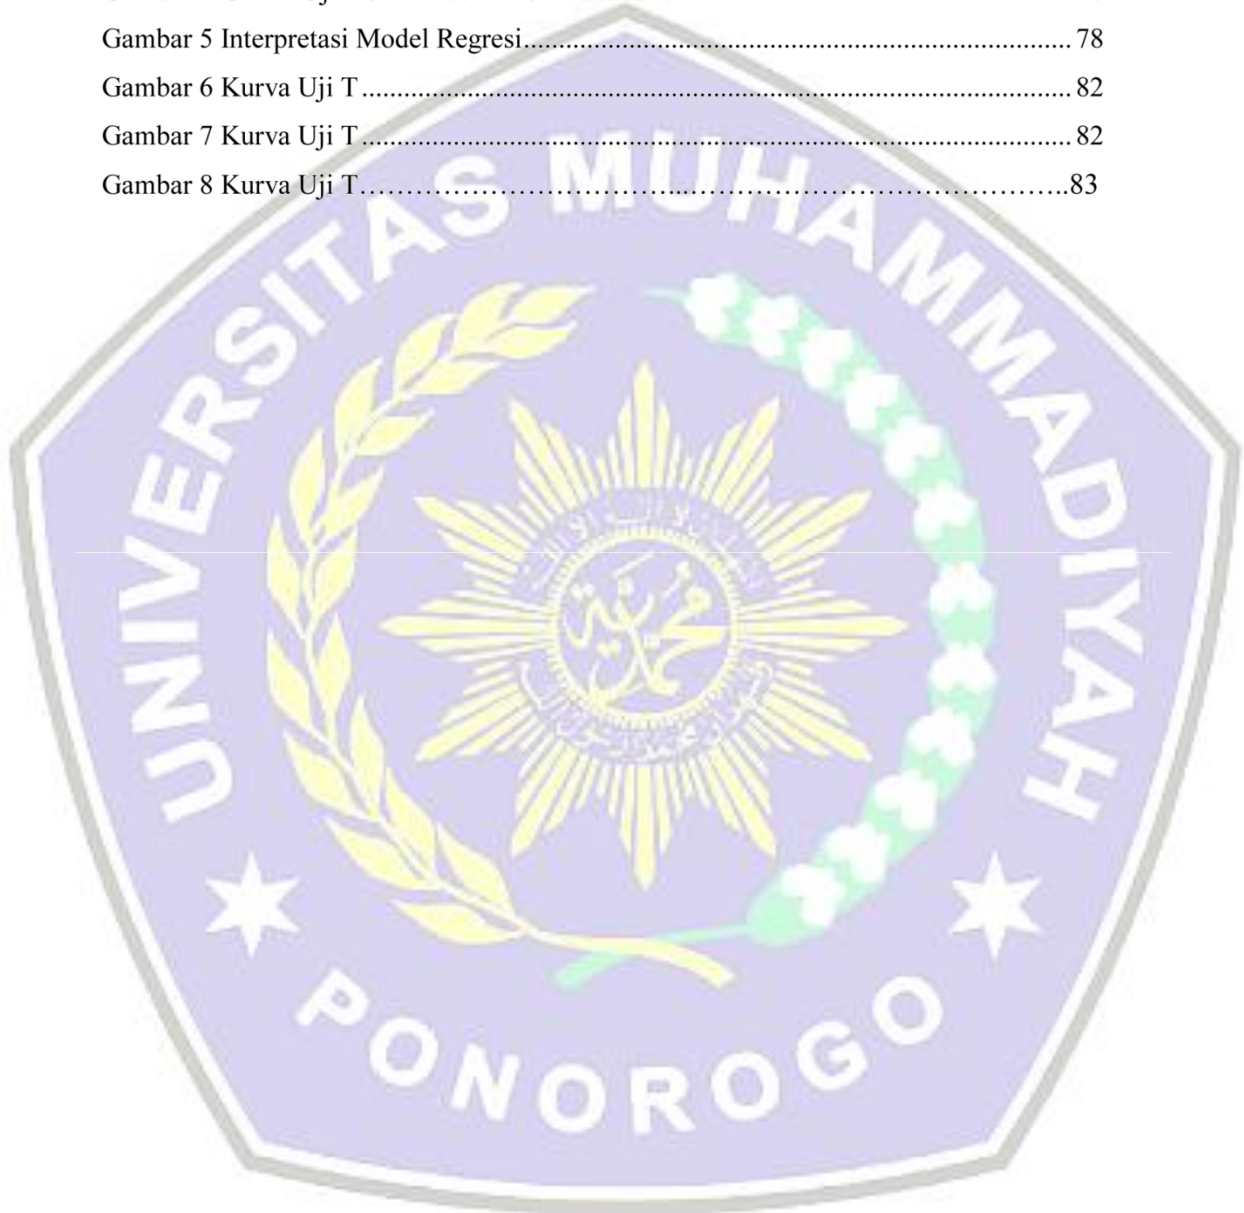 Gambar 5 Interpretasi Model Regresi.................................................................................. 78
Gambar 6 Kurva Uji T.......................................................................................................... 82
Gambar 7 Kurva Uji T.......................................................................................................... 82
Gambar 8 Kurva Uji T…………………………………………………………………..83
UNIVERSITAS MUHAMMADIYAH
محمدية
PONOROGO